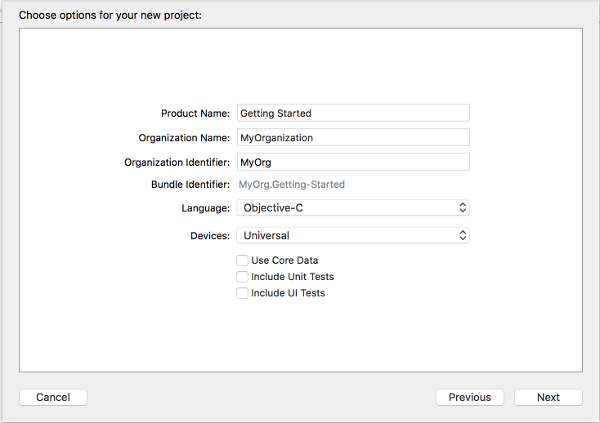 Choose options for your new project:
Product Name: Getting Started
Organization Name: MyOrganization
Organization Identifier: MyOrg
Bundle Identifier: MyOrg.Getting-Started
Language: Objective-C
Devices: Universal
Use Core Data
Include Unit Tests
Include UI Tests
Cancel Previous Next